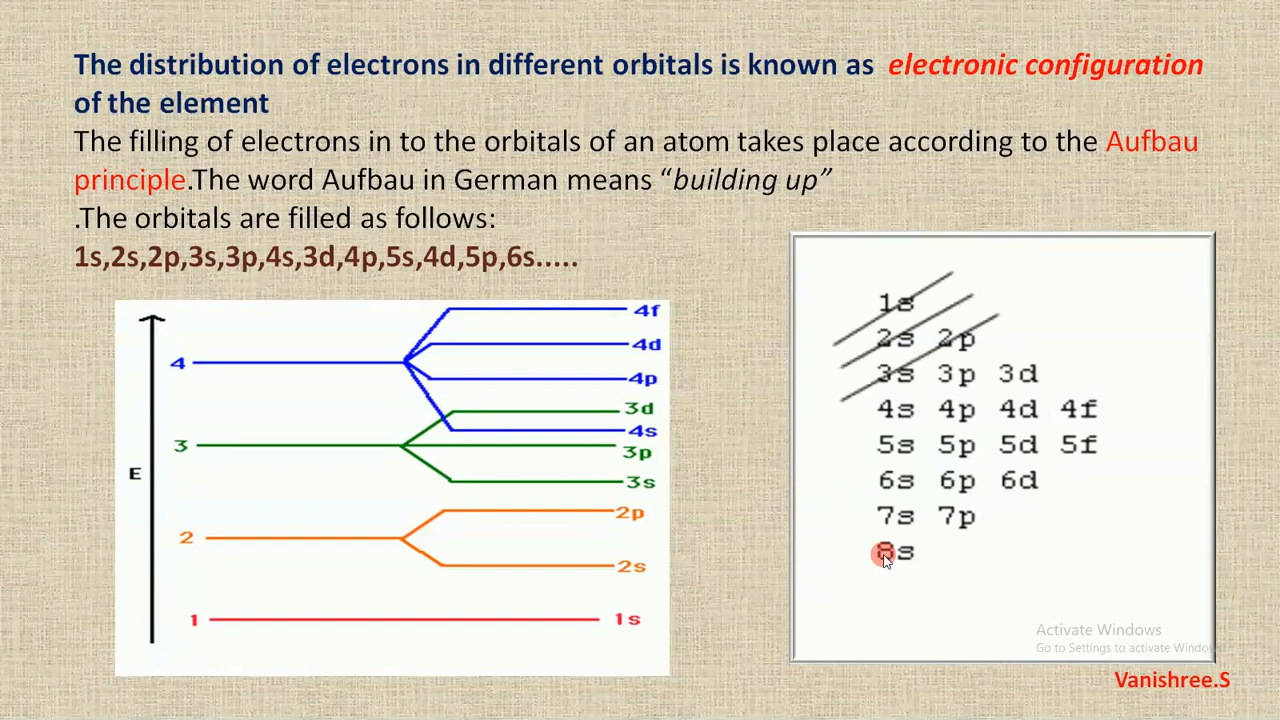 The distribution of electrons in different orbitals is known as electronic configuration
of the element
The filling of electrons in to the orbitals of an atom takes place according to the Aufbau
principle.The word Aufbau in German means “building up”
.The orbitals are filled as follows:
1s,2s,2p,3s,3p,4s,3d,4p,5s,4d,5p,6s.....
4f
4d
4
4p
3d
4s
3
3p
E
3s
2p
2
2s
1 1s
1s
2s 2p
3s 3p 3d
4s 4p 4d 4f
5s 5p 5d 5f
6s 6p 6d
7s 7p
8s
Activate Windows
Go to Settings to activate Windows
Vanishree.S